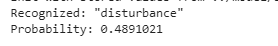 Recognized: "disturbance"
Probability: 0.4891021